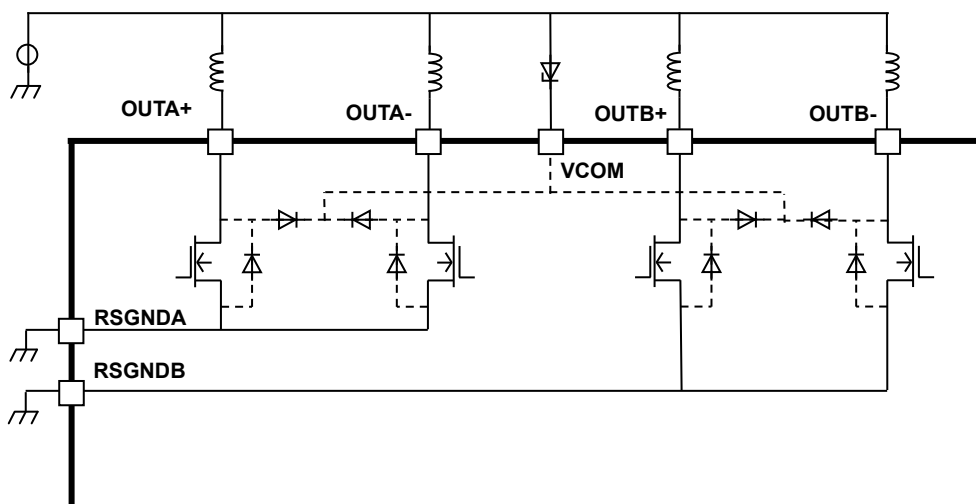 OUTA+
OUTA-
OUTB+
OUTB-
VCOM
RSGNDA
RSGNDB